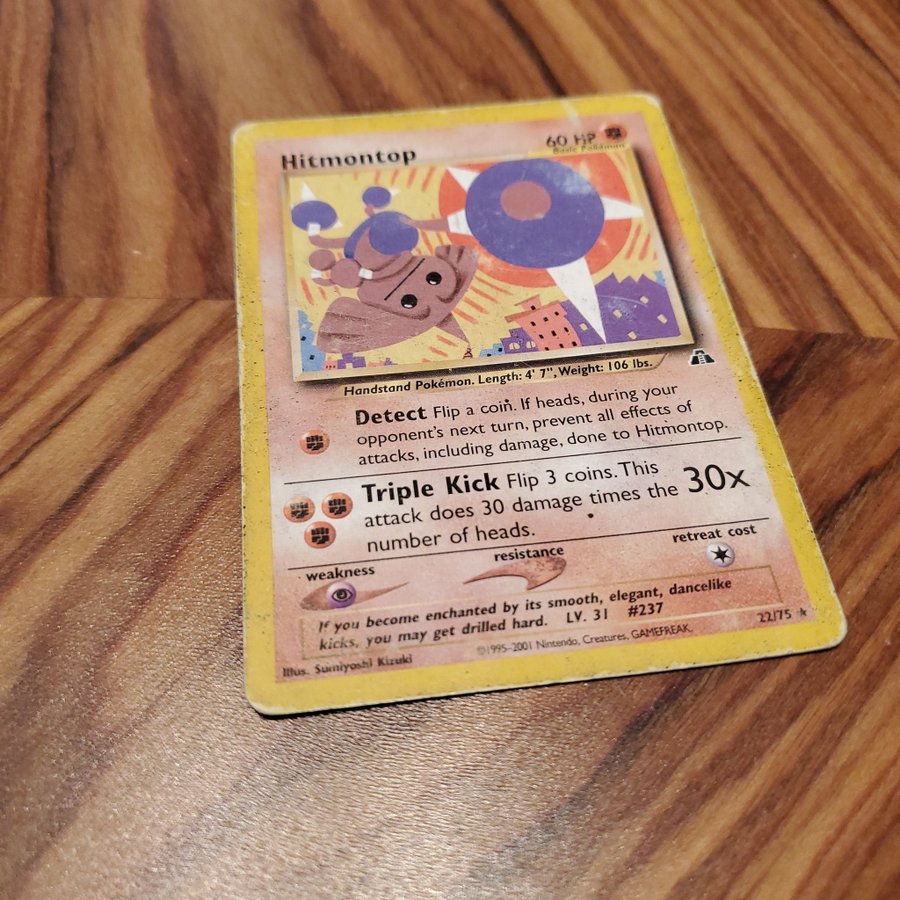 Hitmontop
60 HP
Basic Pokémon
Handstand Pokémon. Length: 4' 7", Weight: 106 lbs.
Detect Flip a coin. If heads, during your
opponent's next turn, prevent all effects of
attacks, including damage, done to Hitmontop.
Triple Kick Flip 3 coins. This
attack does 30 damage times the
number of heads.
30x
weakness
resistance
retreat cost
If you become enchanted by its smooth, elegant, dancelike
kicks, you may get drilled hard. LV. 31 #237
Illus. Sumiyoshi Kizuki
©1995-2001 Nintendo, Creatures, GAMEFREAK.
22/75 ★